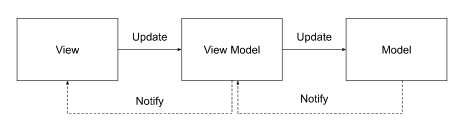 Update
Update
View
View Model
Model
Notify
Notify